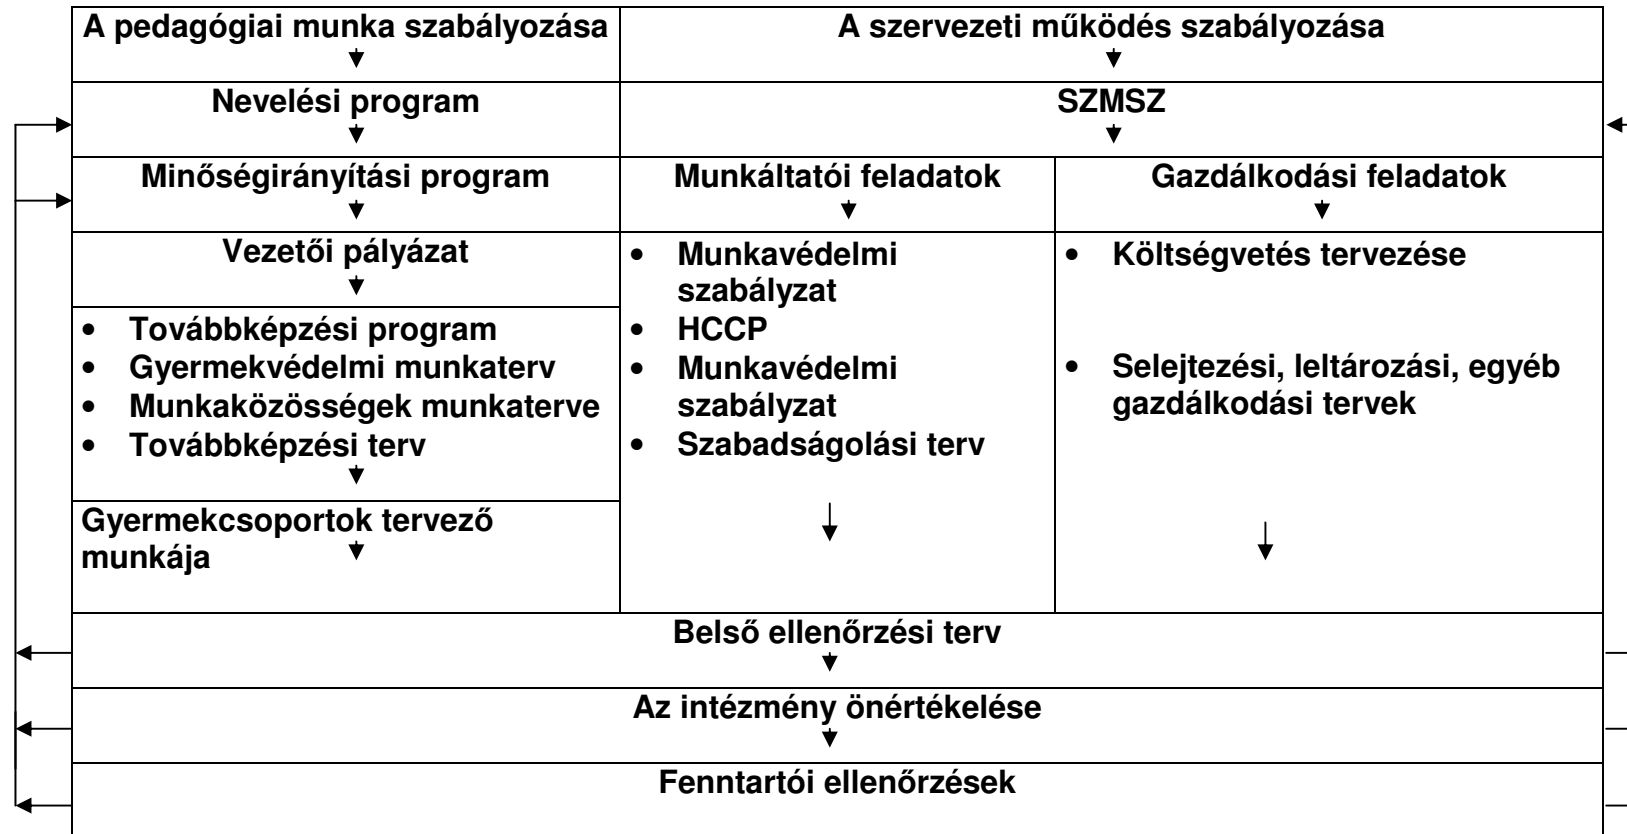 A pedagógiai munka szabályozása
A szervezeti működés szabályozása
Nevelési program
SZMSZ
Minőségirányítási program
Munkáltatói feladatok
Gazdálkodási feladatok
Vezetői pályázat
• Továbbképzési program
• Gyermekvédelmi munkaterv
• Munkaközösségek munkaterve
• Továbbképzési terv
Gyermekcsoportok tervező
munkája
• Munkavédelmi
szabályzat
• HCCP
• Munkavédelmi
szabályzat
• Szabadságolási terv
• Költségvetés tervezése
• Selejtezési, leltározási, egyéb
gazdálkodási tervek
Belső ellenőrzési terv
Az intézmény önértékelése
Fenntartói ellenőrzések